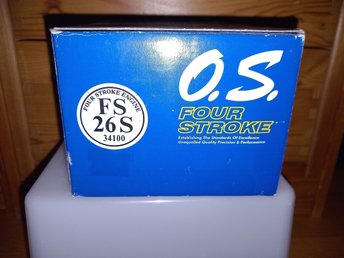 FOUR STROKE ENGINE
FS
26S
34100
O.S.
FOUR
STROKE
Establishing The Standards Of Excellence
Unequalled Quality Precision & Performance